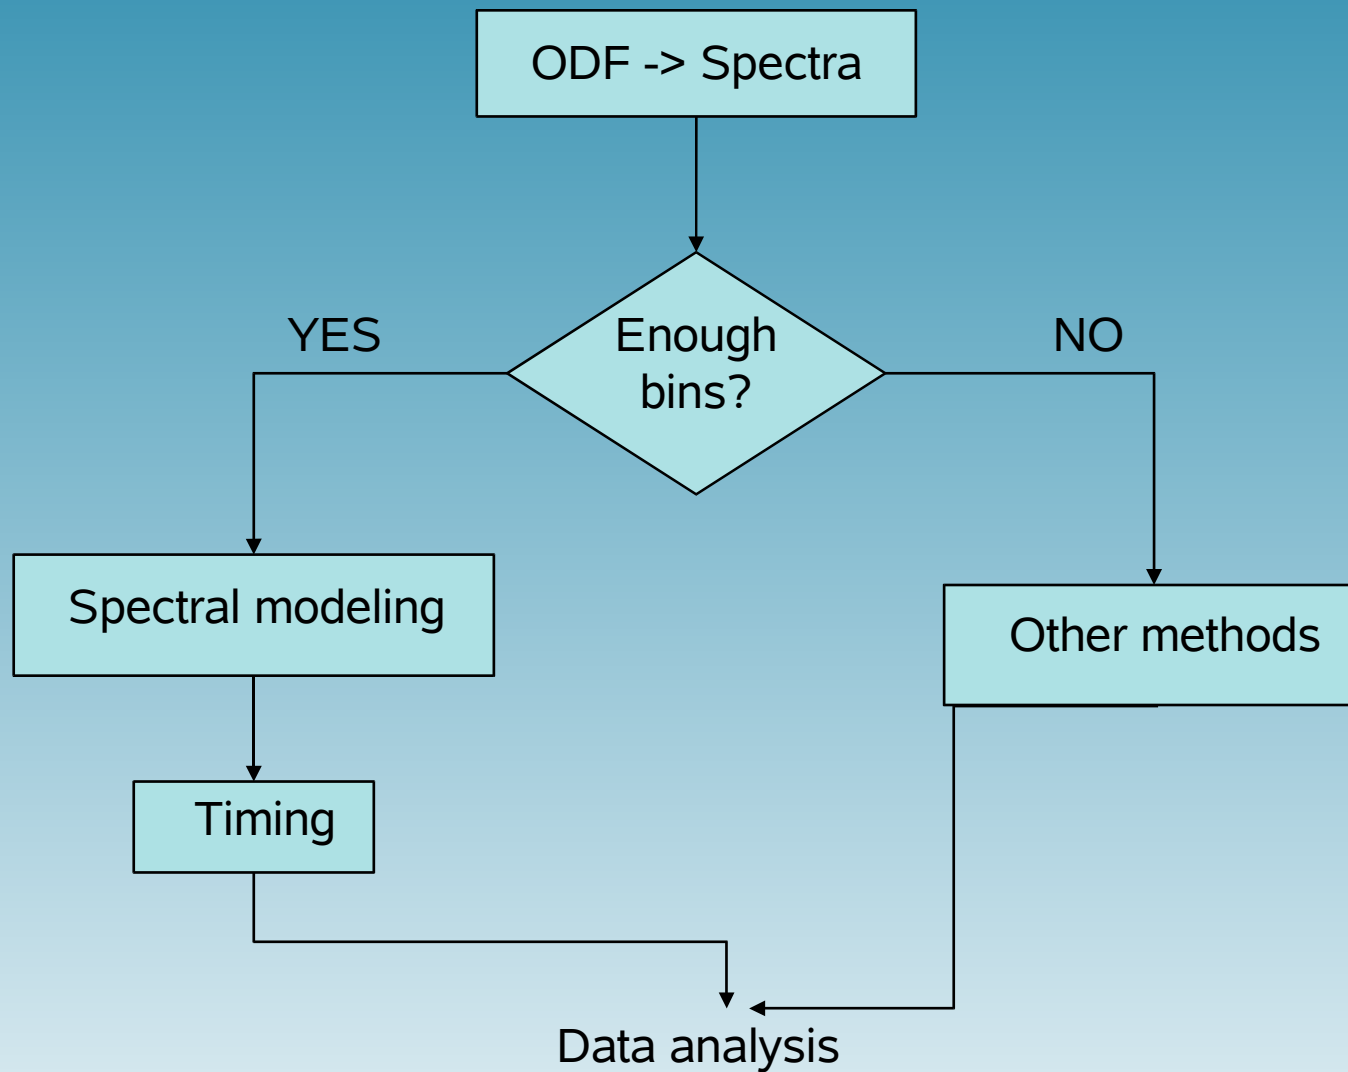 ODF -> Spectra
YES
Enough
bins?
NO
Spectral modeling
Other methods
Timing
Data analysis